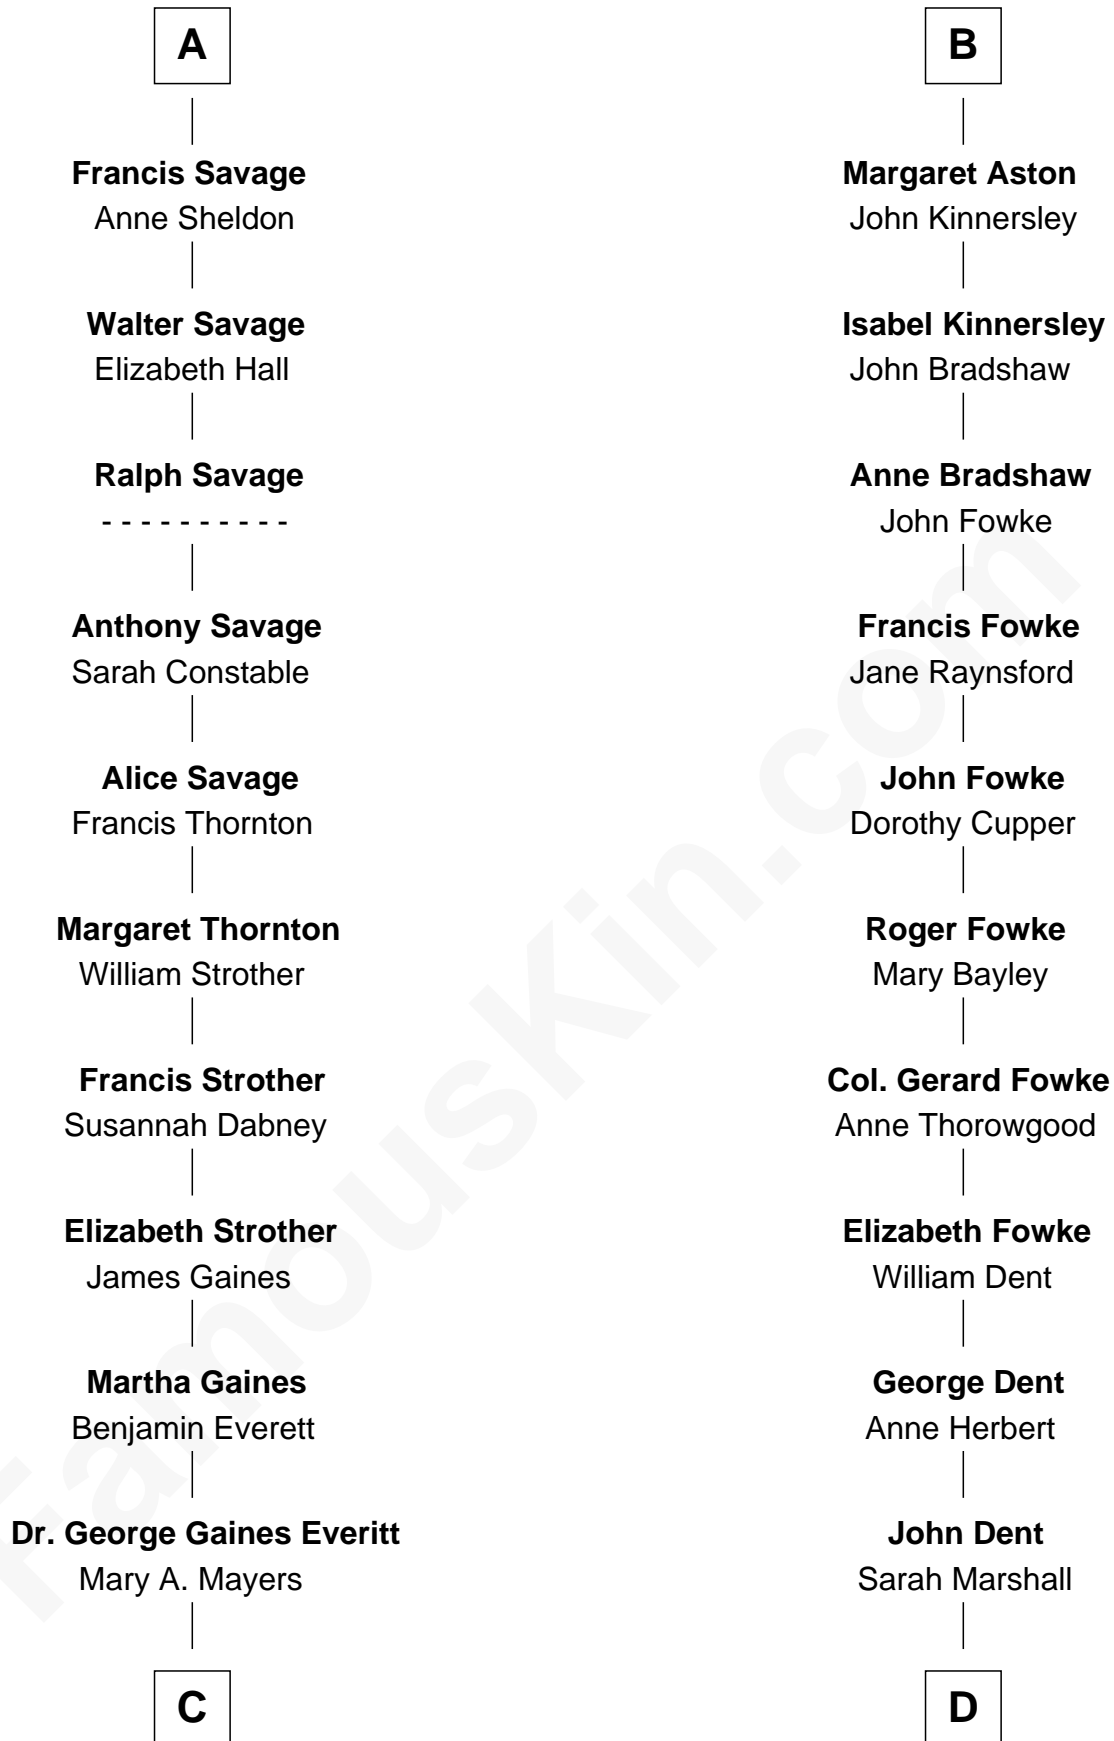 A
Francis Savage
Anne Sheldon
Walter Savage
Elizabeth Hall
Ralph Savage
- - - - - - - - - -
Anthony Savage
Sarah Constable
Alice Savage
Francis Thornton
Margaret Thornton
William Strother
Francis Strother
Susannah Dabney
Elizabeth Strother
James Gaines
Martha Gaines
Benjamin Everett
Dr. George Gaines Everitt
Mary A. Mayers
C
B
Margaret Aston
John Kinnersley
Isabel Kinnersley
John Bradshaw
Anne Bradshaw
John Fowke
Francis Fowke
Jane Raynsford
John Fowke
Dorothy Cupper
Roger Fowke
Mary Bayley
Col. Gerard Fowke
Anne Thorowgood
Elizabeth Fowke
William Dent
George Dent
Anne Herbert
John Dent
Sarah Marshall
D
FamousKin.com